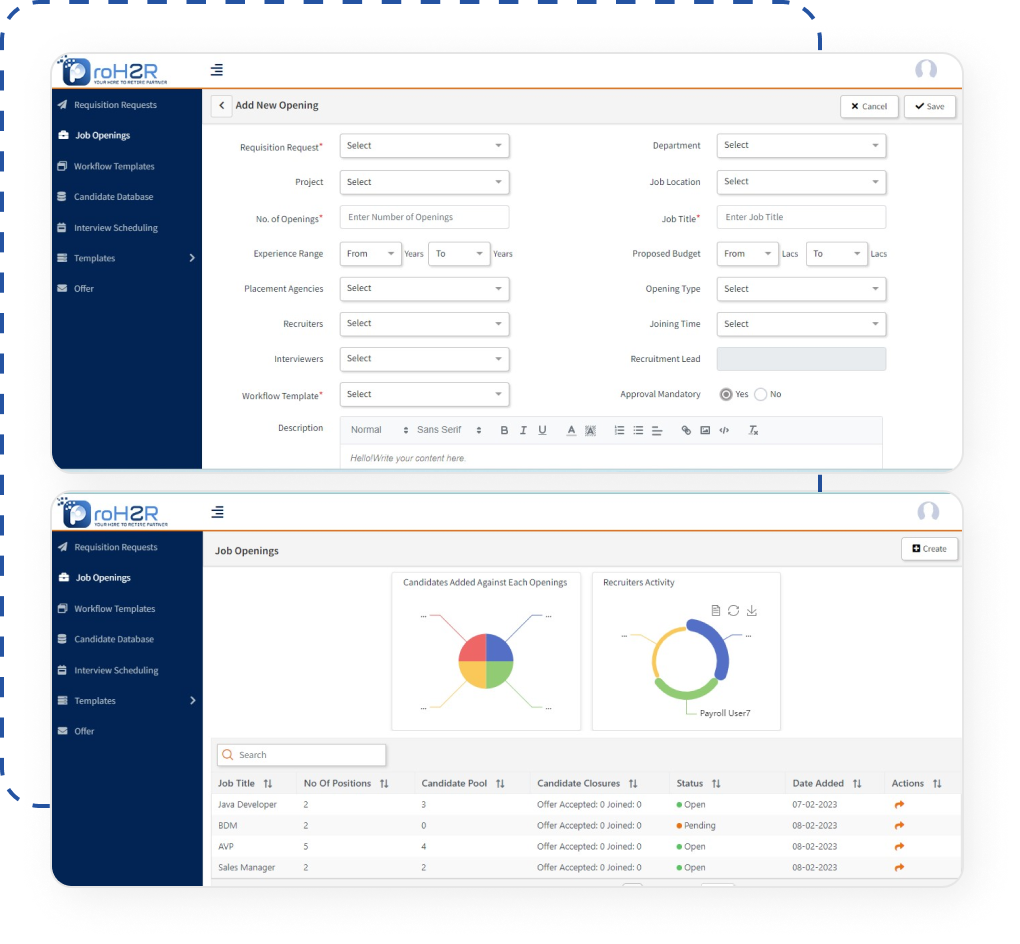 ProH2R
YOUR HIRE TO RETIRE PARTNER
Requisition Requests
Job Openings
Workflow Templates
Candidate Database
Interview Scheduling
Templates
Offer
Add New Opening
Cancel Save
Requisition Request* Select Department Select
Project Select Job Location Select
No. of Openings* Enter Number of Openings Job Title* Enter Job Title
Experience Range From Years To Years Proposed Budget From Lacs To Lacs
Placement Agencies Select Opening Type Select
Recruiters Select Joining Time Select
Interviewers Select Recruitment Lead
Workflow Template* Select Approval Mandatory Yes No
Description Normal Sans Serif B I U A A </> Tx
Hello!Write your content here.
ProH2R
YOUR HIRE TO RETIRE PARTNER
Requisition Requests
Job Openings
Workflow Templates
Candidate Database
Interview Scheduling
Templates
Offer
Job Openings
Create
Candidates Added Against Each Openings
... ...
... ...
Recruiters Activity
... ...
Payroll User7
Search
Job Title No Of Positions Candidate Pool Candidate Closures Status Date Added Actions
Java Developer 2 3 Offer Accepted: 0 Joined: 0 Open 07-02-2023
BDM 2 0 Offer Accepted: 0 Joined: 0 Pending 08-02-2023
AVP 5 4 Offer Accepted: 0 Joined: 0 Open 08-02-2023
Sales Manager 2 2 Offer Accepted: 0 Joined: 0 Open 08-02-2023